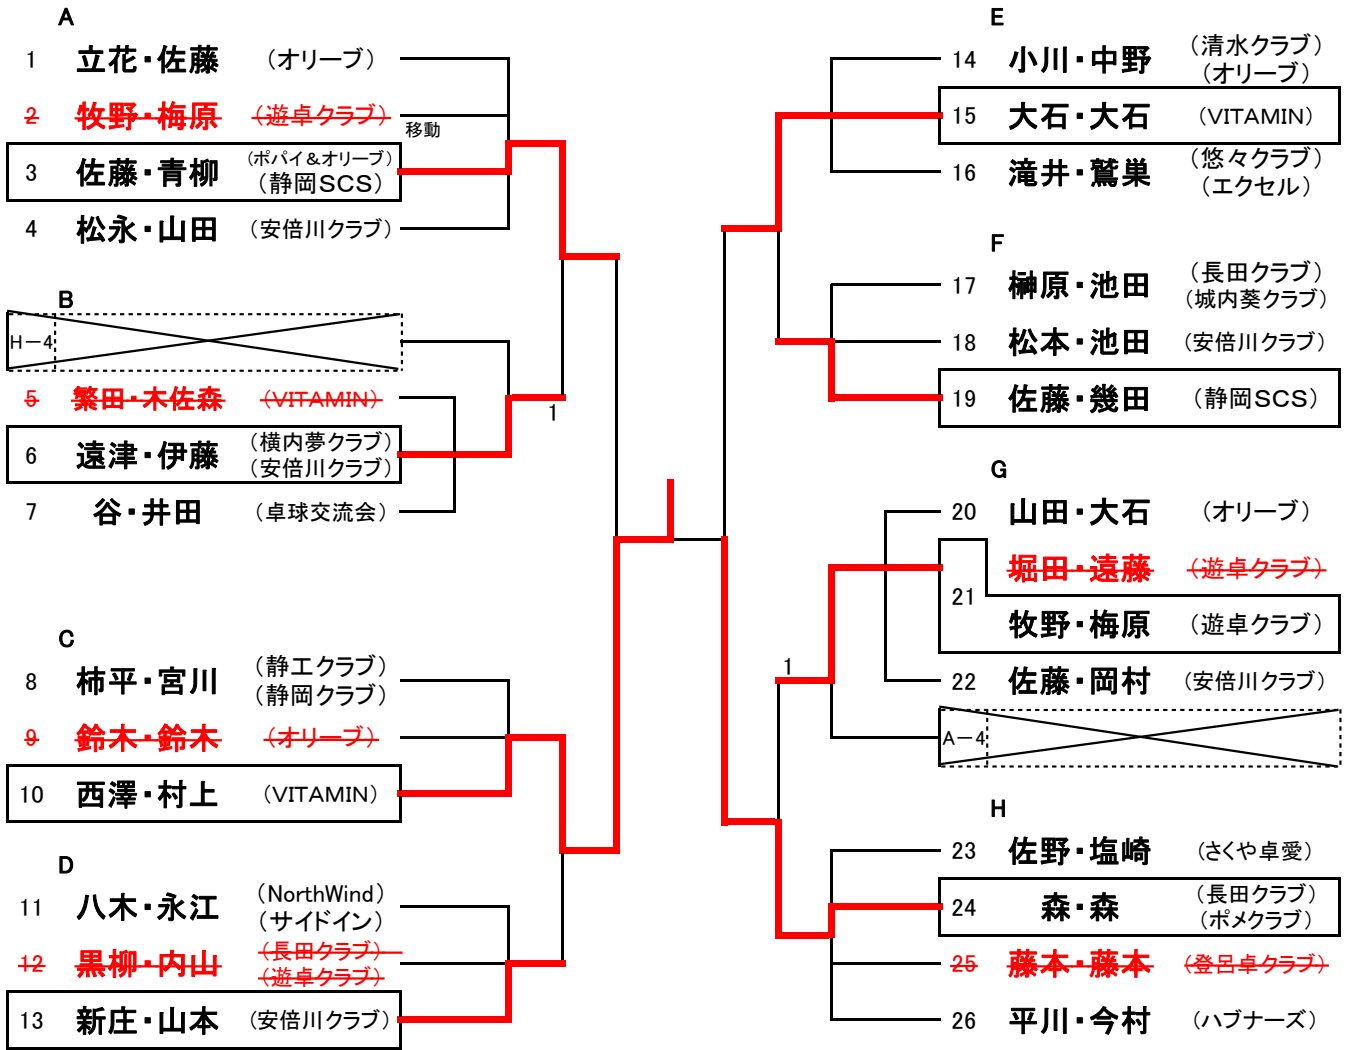 A
1 立花・佐藤 (オリーブ)
2 牧野・梅原 (遊卓クラブ)
移動
3 佐藤・青柳 (ポパイ&オリーブ)
(静岡SCS)
4 松永・山田 (安倍川クラブ)
B
H-4
5 繁田・木佐森 (VITAMIN)
1
6 遠津・伊藤 (横内夢クラブ)
(安倍川クラブ)
7 谷・井田 (卓球交流会)
C
8 柿平・宮川 (静工クラブ)
(静岡クラブ)
9 鈴木・鈴木 (オリーブ)
10 西澤・村上 (VITAMIN)
D
11 八木・永江 (NorthWind)
(サイドイン)
12 黒柳・内山 (長田クラブ)
(遊卓クラブ)
13 新庄・山本 (安倍川クラブ)
E
14 小川・中野 (清水クラブ)
(オリーブ)
15 大石・大石 (VITAMIN)
16 滝井・鷲巣 (悠々クラブ)
(エクセル)
F
17 榊原・池田 (長田クラブ)
(城内葵クラブ)
18 松本・池田 (安倍川クラブ)
19 佐藤・幾田 (静岡SCS)
G
20 山田・大石 (オリーブ)
堀田・遠藤 (遊卓クラブ)
21
牧野・梅原 (遊卓クラブ)
1
22 佐藤・岡村 (安倍川クラブ)
A-4
H
23 佐野・塩崎 (さくや卓愛)
24 森・森 (長田クラブ)
(ポメクラブ)
25 藤本・藤本 (登呂卓クラブ)
26 平川・今村 (ハブナーズ)